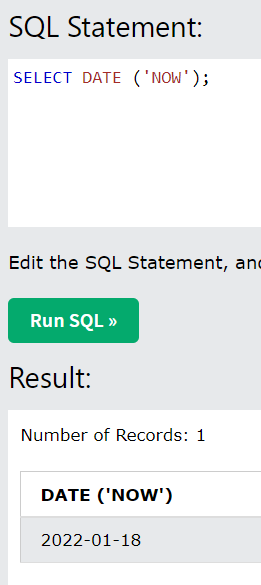 SQL Statement:
SELECT DATE ('NOW');
Edit the SQL Statement, and
Run SQL »
Result:
Number of Records: 1
DATE ('NOW')
2022-01-18